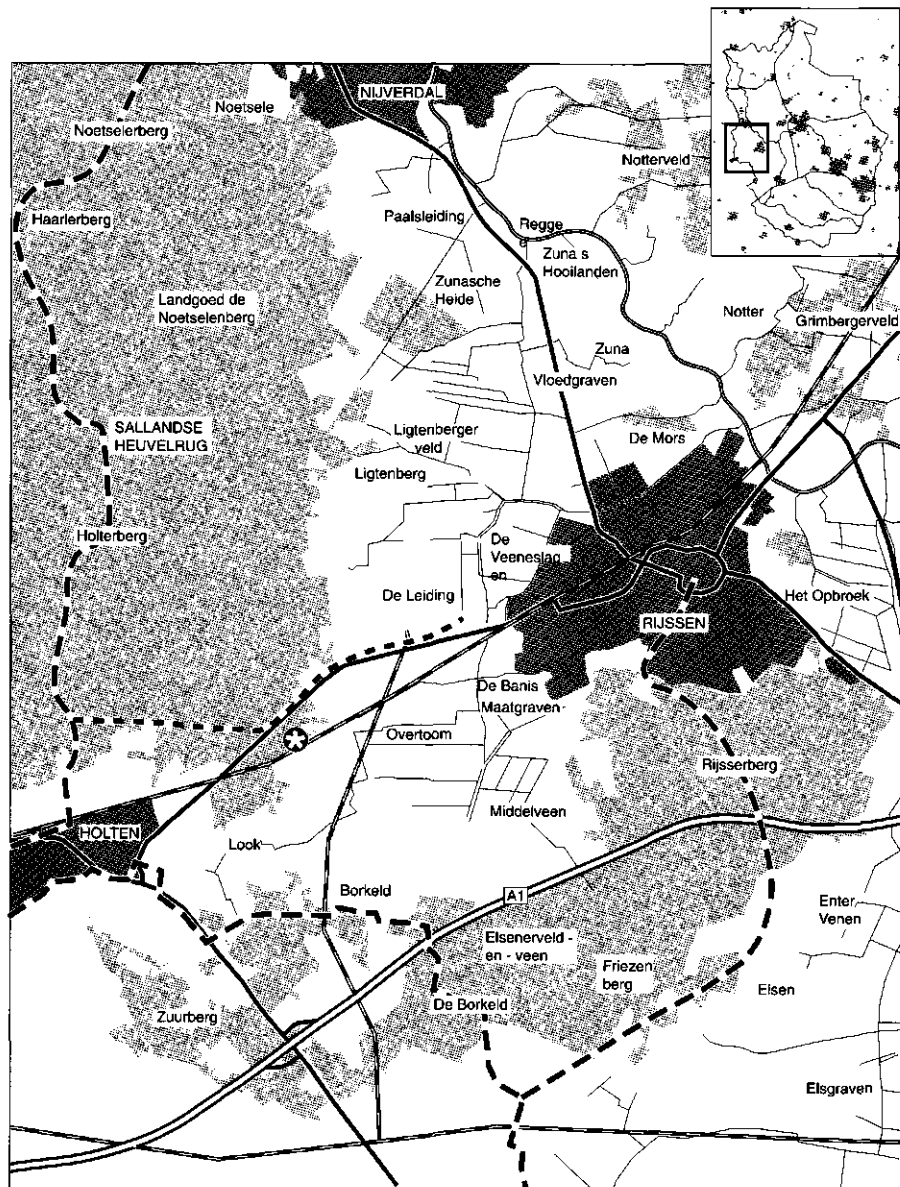 NIJVERDAL
Noetsele
Noetselerberg
Notterveld
Haarlerberg
Paalsleiding
Regge
Zuna s
Hooilanden
Zunasche
Heide
Landgoed de
Noetselenberg
Notter
Grimbergerveld
Zuna
Vloedgraven
SALLANDSE
HEUVELRUG
Ligtenberger
veld
De Mors
Ligtenberg
Holterberg
De
Veeneslag
en
De Leiding
Het Opbroek
RIJSSEN
De Banis
Maatgraven
Overtoom
Rijsserberg
Middelveen
HOLTEN
Look
A1
Borkeld
Enter
Venen
Elsenerveld -
en - veen
Friezen
berg
Elsen
De Borkeld
Zuurberg
Elsgraven